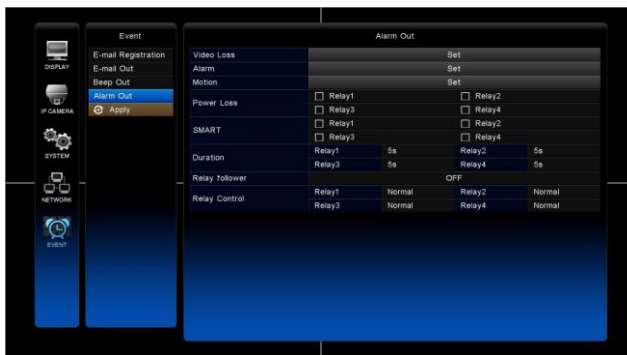 Event
Alarm Out
DISPLAY
IP CAMERA
SYSTEM
NETWORK
EVENT
E-mail Registration
E-mail Out
Beep Out
Alarm Out
Apply
Video Loss Set
Alarm Set
Motion Set
Power Loss
Relay1 Relay2
Relay3 Relay4
SMART
Relay1 Relay2
Relay3 Relay4
Duration
Relay1 5s Relay2 5s
Relay3 5s Relay4 5s
Relay follower OFF
Relay Control
Relay1 Normal Relay2 Normal
Relay3 Normal Relay4 Normal